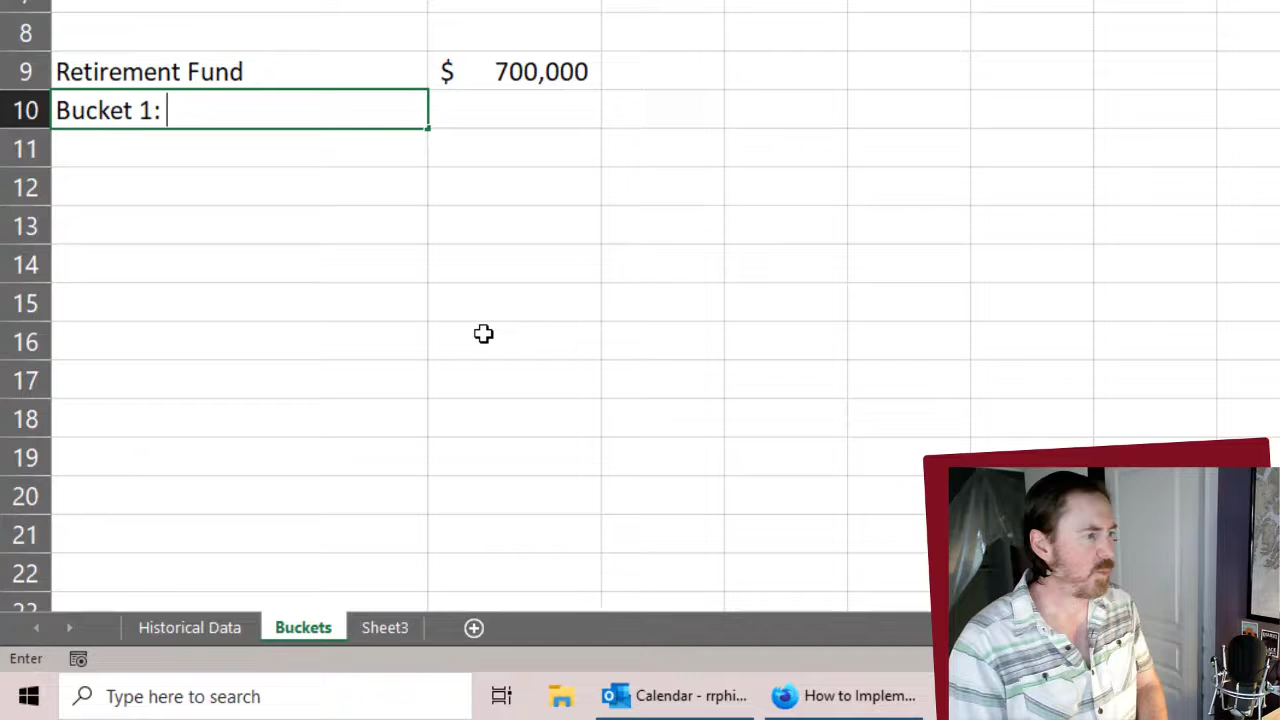 8
9 Retirement Fund $ 700,000
10 Bucket 1:
11
12
13
14
15
16
17
18
19
20
21
22
Historical Data Buckets Sheet3
Enter
Type here to search Calendar - rrphi... How to Implem...